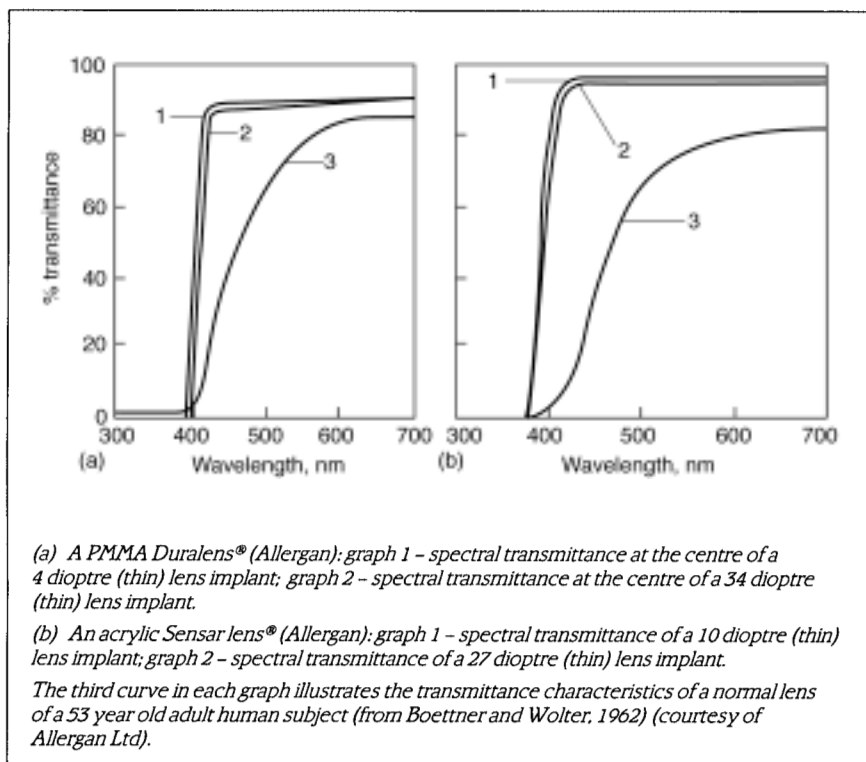 100
80
60
40
20
0
% transmittance
1
2
3
300 400 500 600 700
(a) Wavelength, nm
1
2
3
300 400 500 600 700
(b) Wavelength, nm
(a) A PMMA Duralens® (Allergan): graph 1 – spectral transmittance at the centre of a
4 dioptre (thin) lens implant; graph 2 – spectral transmittance at the centre of a 34 dioptre
(thin) lens implant.
(b) An acrylic Sensar lens® (Allergan): graph 1 – spectral transmittance of a 10 dioptre (thin)
lens implant; graph 2 – spectral transmittance of a 27 dioptre (thin) lens implant.
The third curve in each graph illustrates the transmittance characteristics of a normal lens
of a 53 year old adult human subject (from Boettner and Wolter, 1962) (courtesy of
Allergan Ltd).